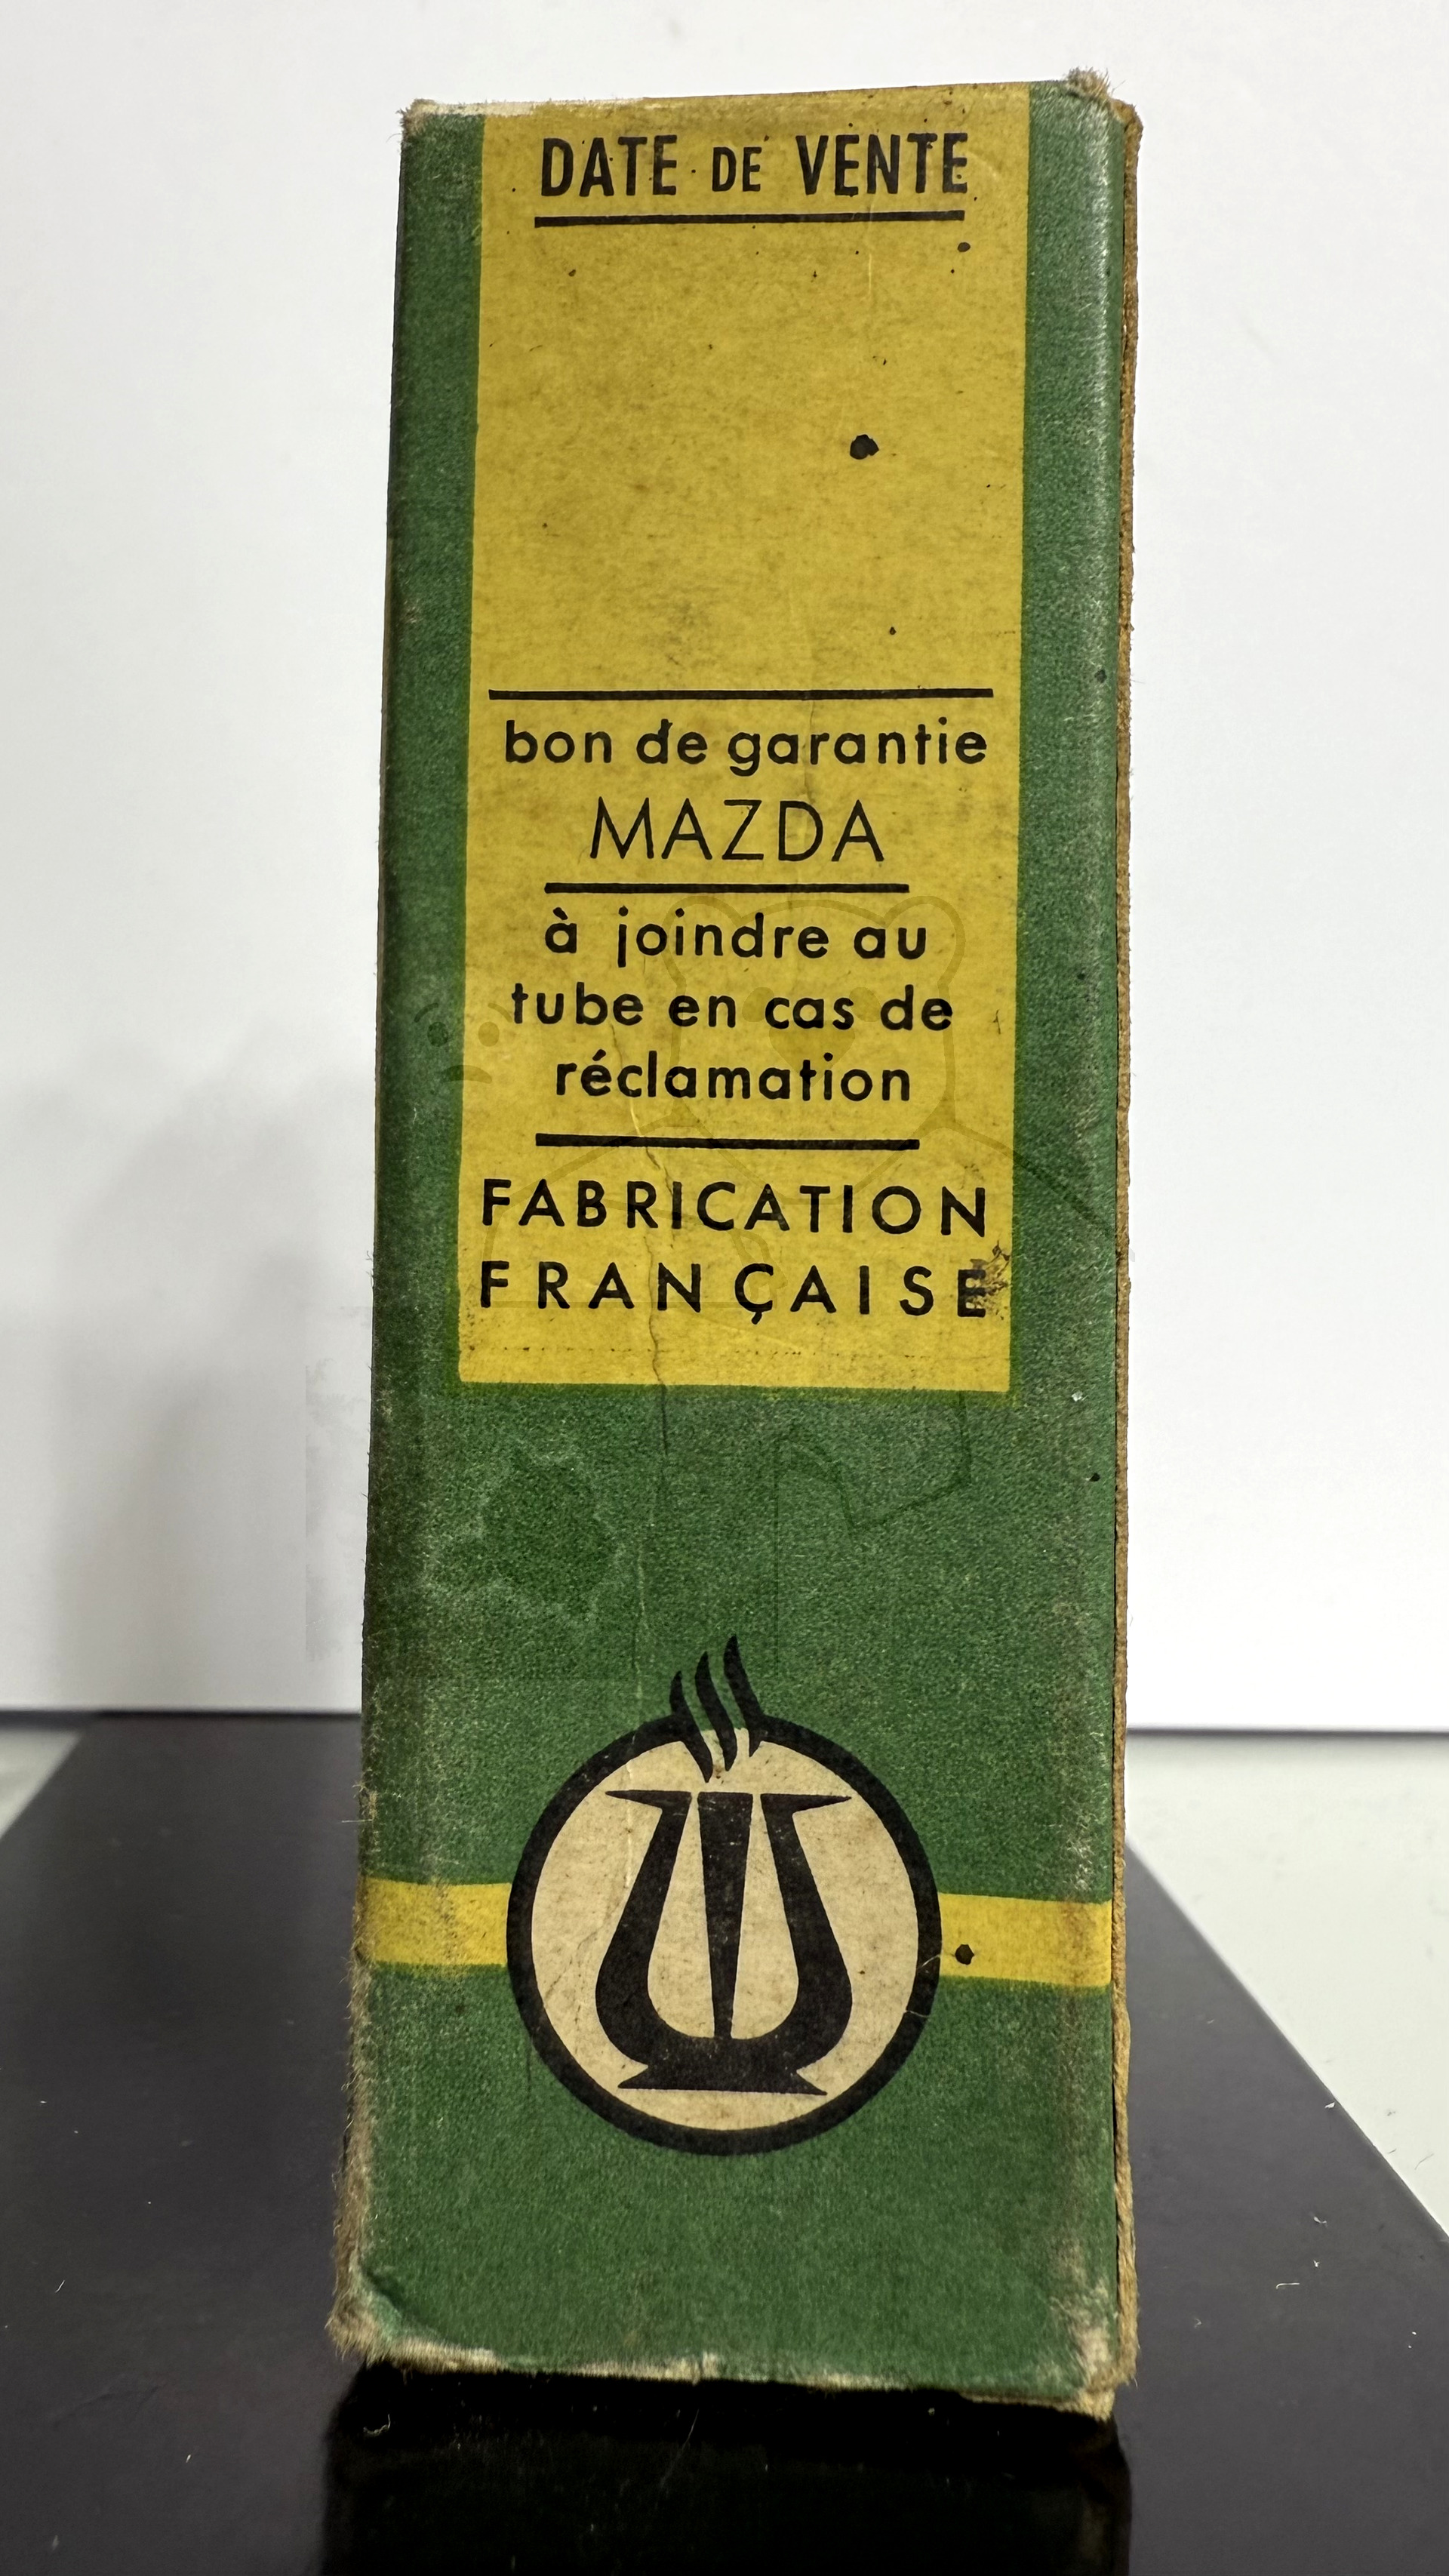 DATE DE VENTE
bon de garantie
MAZDA
à joindre au
tube en cas de
réclamation
FABRICATION
FRANÇAISE